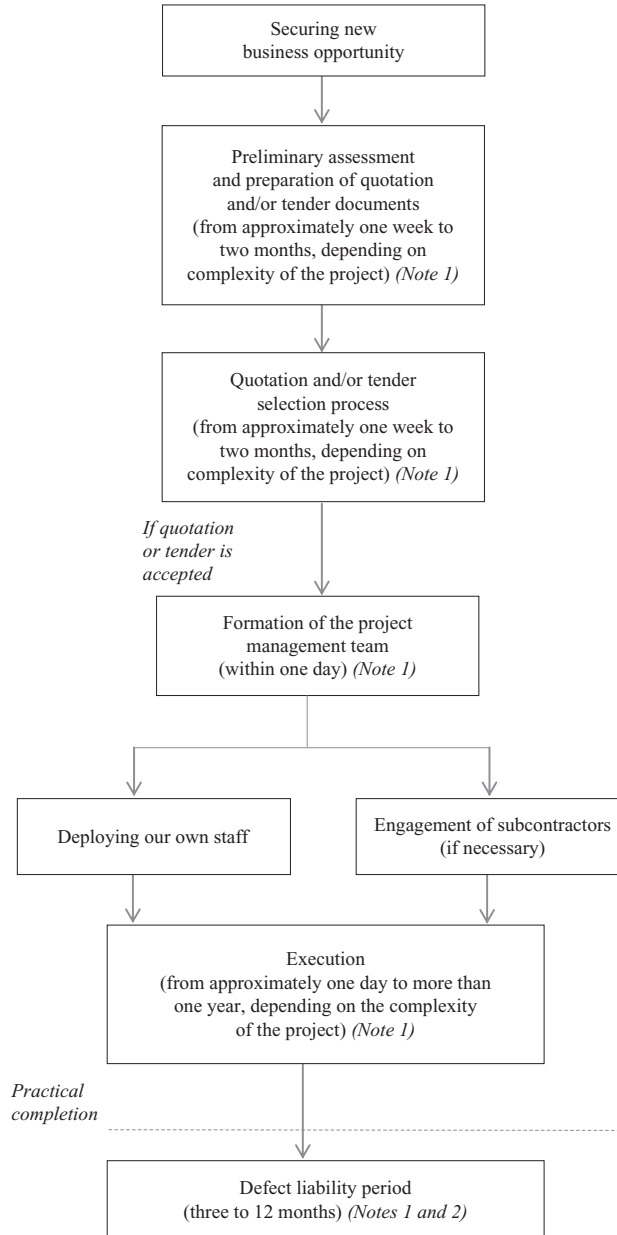 Securing new
business opportunity
Preliminary assessment
and preparation of quotation
and/or tender documents
(from approximately one week to
two months, depending on
complexity of the project) (Note 1)
Quotation and/or tender
selection process
(from approximately one week to
two months, depending on
complexity of the project) (Note 1)
If quotation
or tender is
accepted
Formation of the project
management team
(within one day) (Note 1)
Deploying our own staff
Engagement of subcontractors
(if necessary)
Execution
(from approximately one day to more than
one year, depending on the complexity
of the project) (Note 1)
Practical
completion
Defect liability period
(three to 12 months) (Notes 1 and 2)